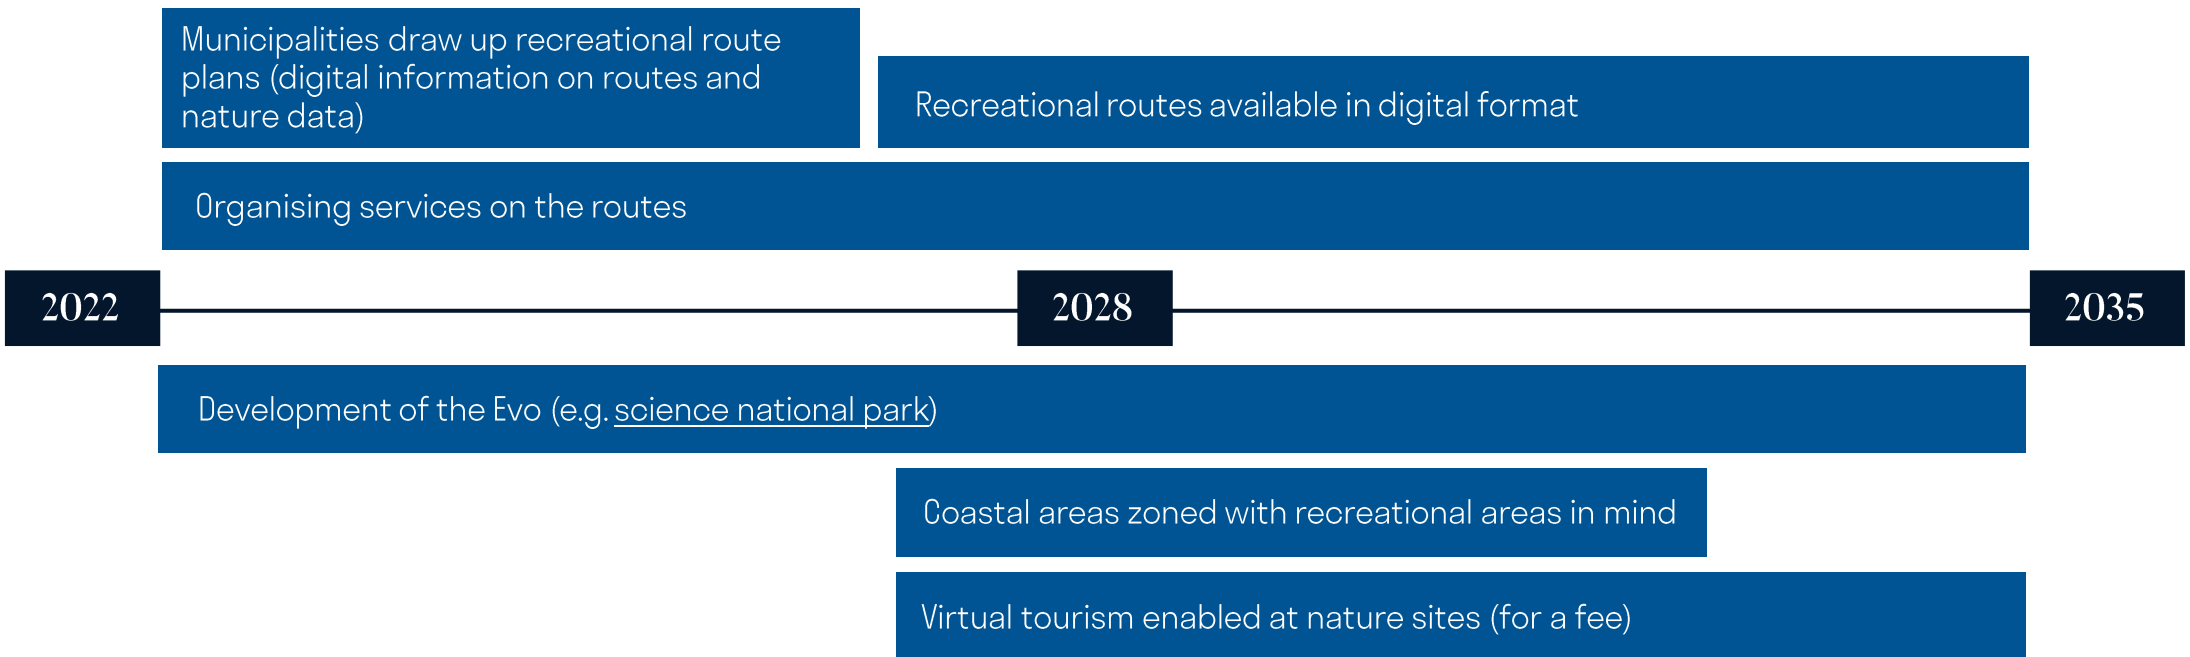 Municipalities draw up recreational route
plans (digital information on routes and
nature data)
Recreational routes available in digital format
Organising services on the routes
2022
2028
2035
Development of the Evo (e.g. science national park)
Coastal areas zoned with recreational areas in mind
Virtual tourism enabled at nature sites (for a fee)